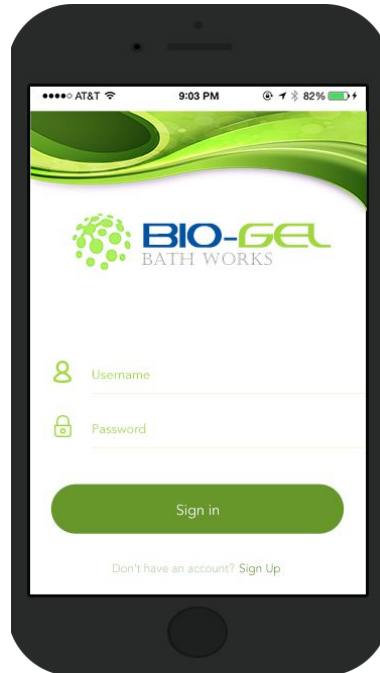 ●●●●○ AT&T 9:03 PM 82%
BIO-GEL
BATH WORKS
Username
Password
Sign in
Don't have an account? Sign Up